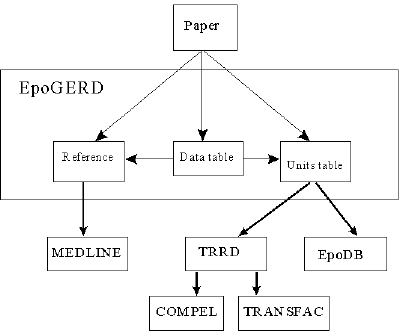 Paper
EpoGERD
Reference
Data table
Units table
MEDLINE
TRRD
EpoDB
COMPEL
TRANSFAC